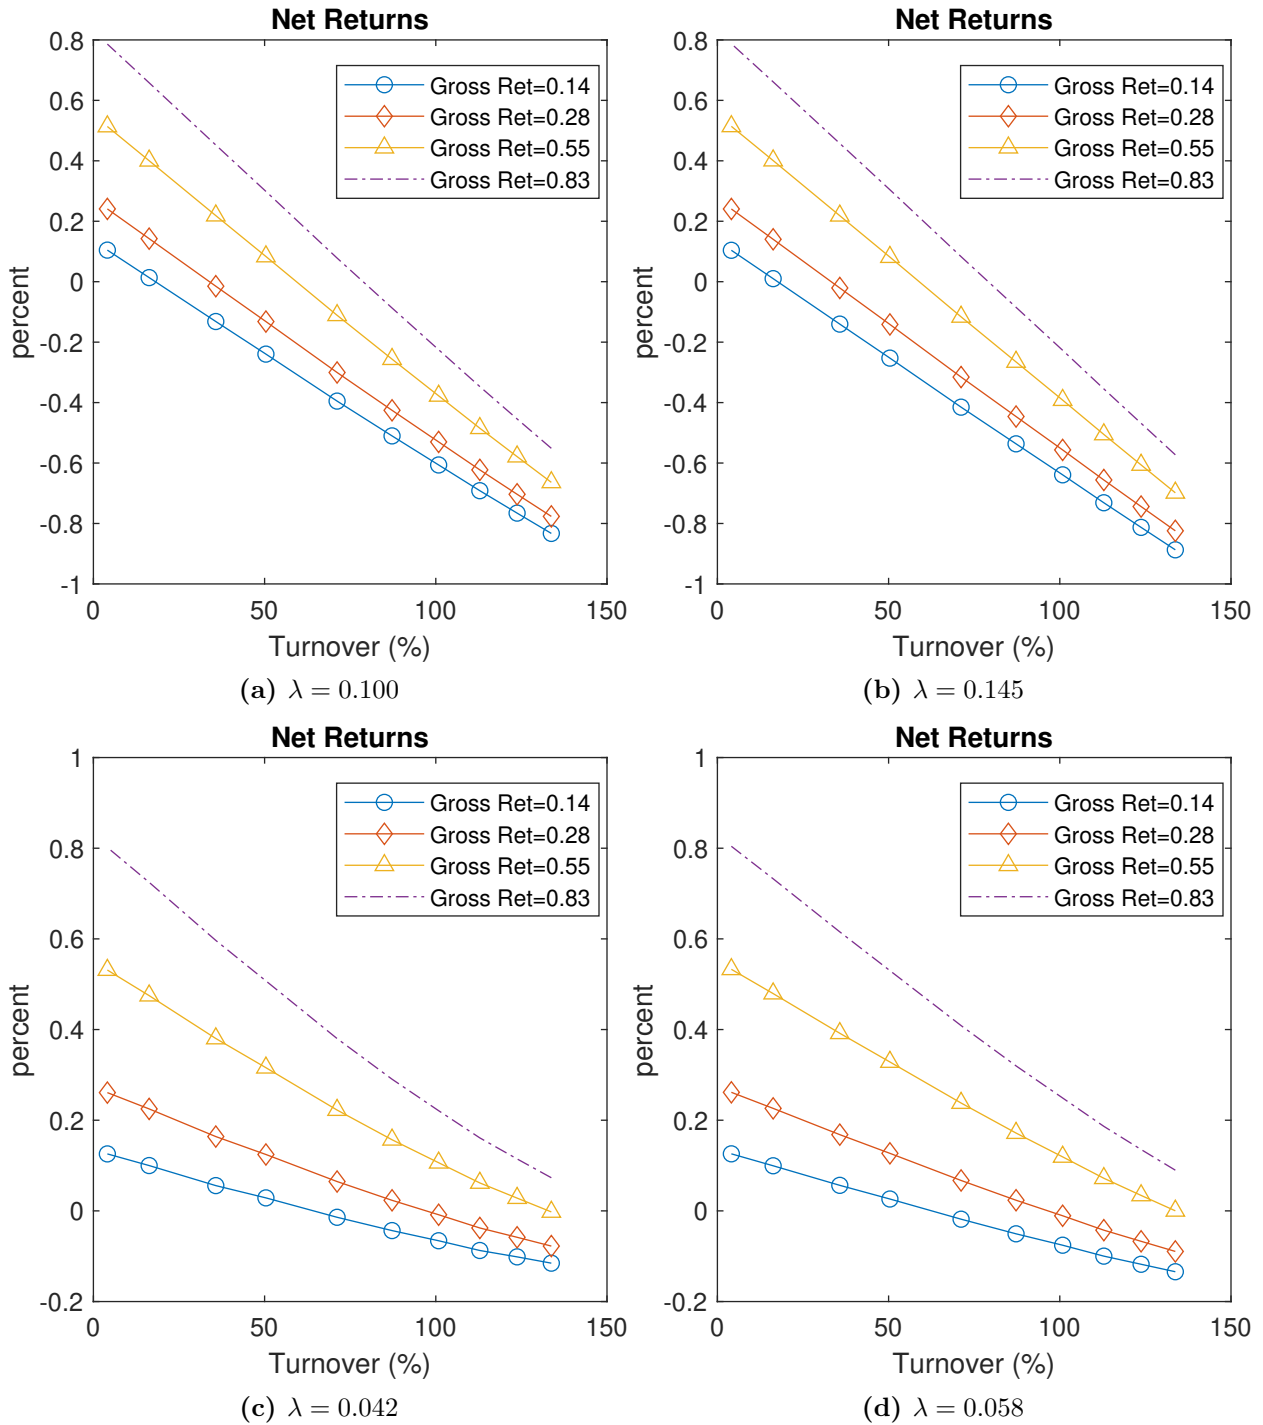 Net Returns
0.8
0.6
0.4
0.2
0
-0.2
-0.4
-0.6
-0.8
-1
percent
Gross Ret=0.14
Gross Ret=0.28
Gross Ret=0.55
Gross Ret=0.83
0 50 100 150
Turnover (%)
(a) λ = 0.100
Net Returns
0.8
0.6
0.4
0.2
0
-0.2
-0.4
-0.6
-0.8
-1
percent
Gross Ret=0.14
Gross Ret=0.28
Gross Ret=0.55
Gross Ret=0.83
0 50 100 150
Turnover (%)
(b) λ = 0.145
Net Returns
1
0.8
0.6
0.4
0.2
0
-0.2
percent
Gross Ret=0.14
Gross Ret=0.28
Gross Ret=0.55
Gross Ret=0.83
0 50 100 150
Turnover (%)
(c) λ = 0.042
Net Returns
1
0.8
0.6
0.4
0.2
0
-0.2
percent
Gross Ret=0.14
Gross Ret=0.28
Gross Ret=0.55
Gross Ret=0.83
0 50 100 150
Turnover (%)
(d) λ = 0.058